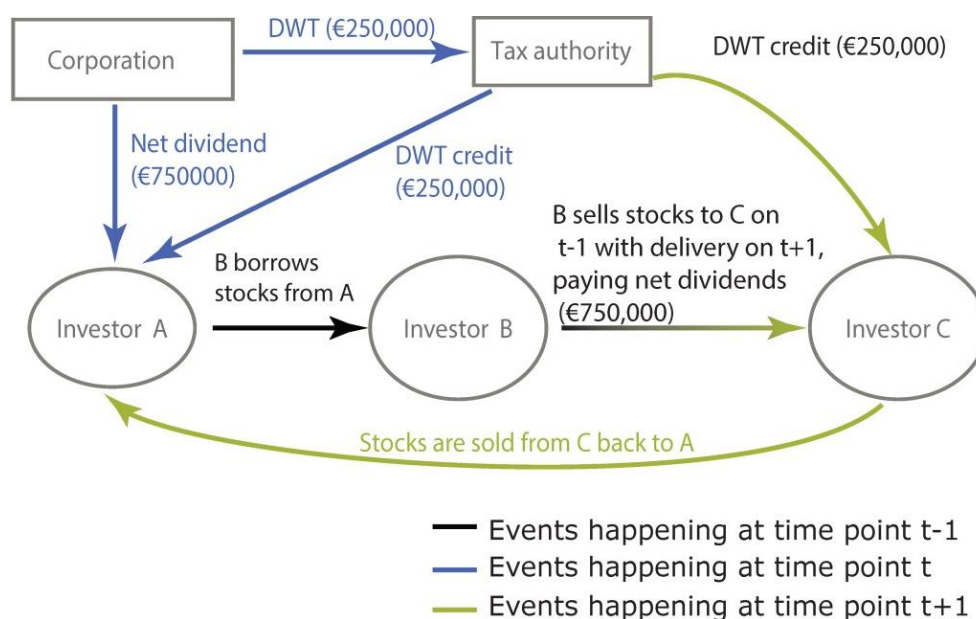 DWT (€250,000)
Corporation
Tax authority
DWT credit (€250,000)
Net dividend
(€750000)
DWT credit
(€250,000)
B borrows
stocks from A
B sells stocks to C on
t-1 with delivery on t+1,
paying net dividends
(€750,000)
Investor A
Investor B
Investor C
Stocks are sold from C back to A
Events happening at time point t-1
Events happening at time point t
Events happening at time point t+1